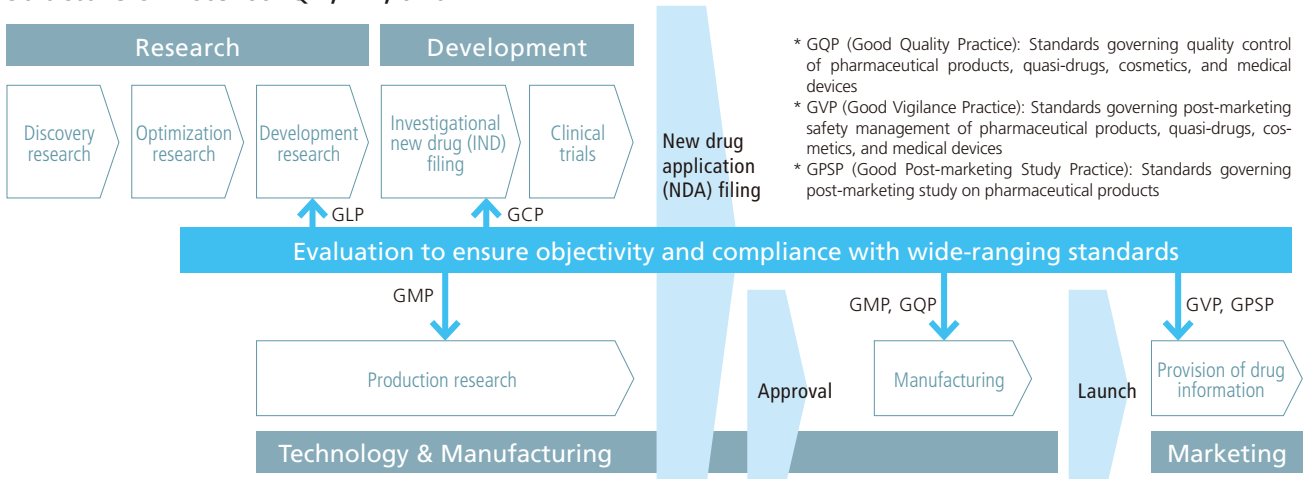 Research
Development
* GQP (Good Quality Practice): Standards governing quality control
of pharmaceutical products, quasi-drugs, cosmetics, and medical
devices
* GVP (Good Vigilance Practice): Standards governing post-marketing
safety management of pharmaceutical products, quasi-drugs, cos-
metics, and medical devices
* GPSP (Good Post-marketing Study Practice): Standards governing
post-marketing study on pharmaceutical products
Discovery
research
Optimization
research
Development
research
Investigational
new drug (IND)
filing
Clinical
trials
New drug
application
(NDA) filing
GLP
GCP
Evaluation to ensure objectivity and compliance with wide-ranging standards
GMP
GMP, GQP
GVP, GPSP
Production research
Approval
Manufacturing
Launch
Provision of drug
information
Technology & Manufacturing
Marketing